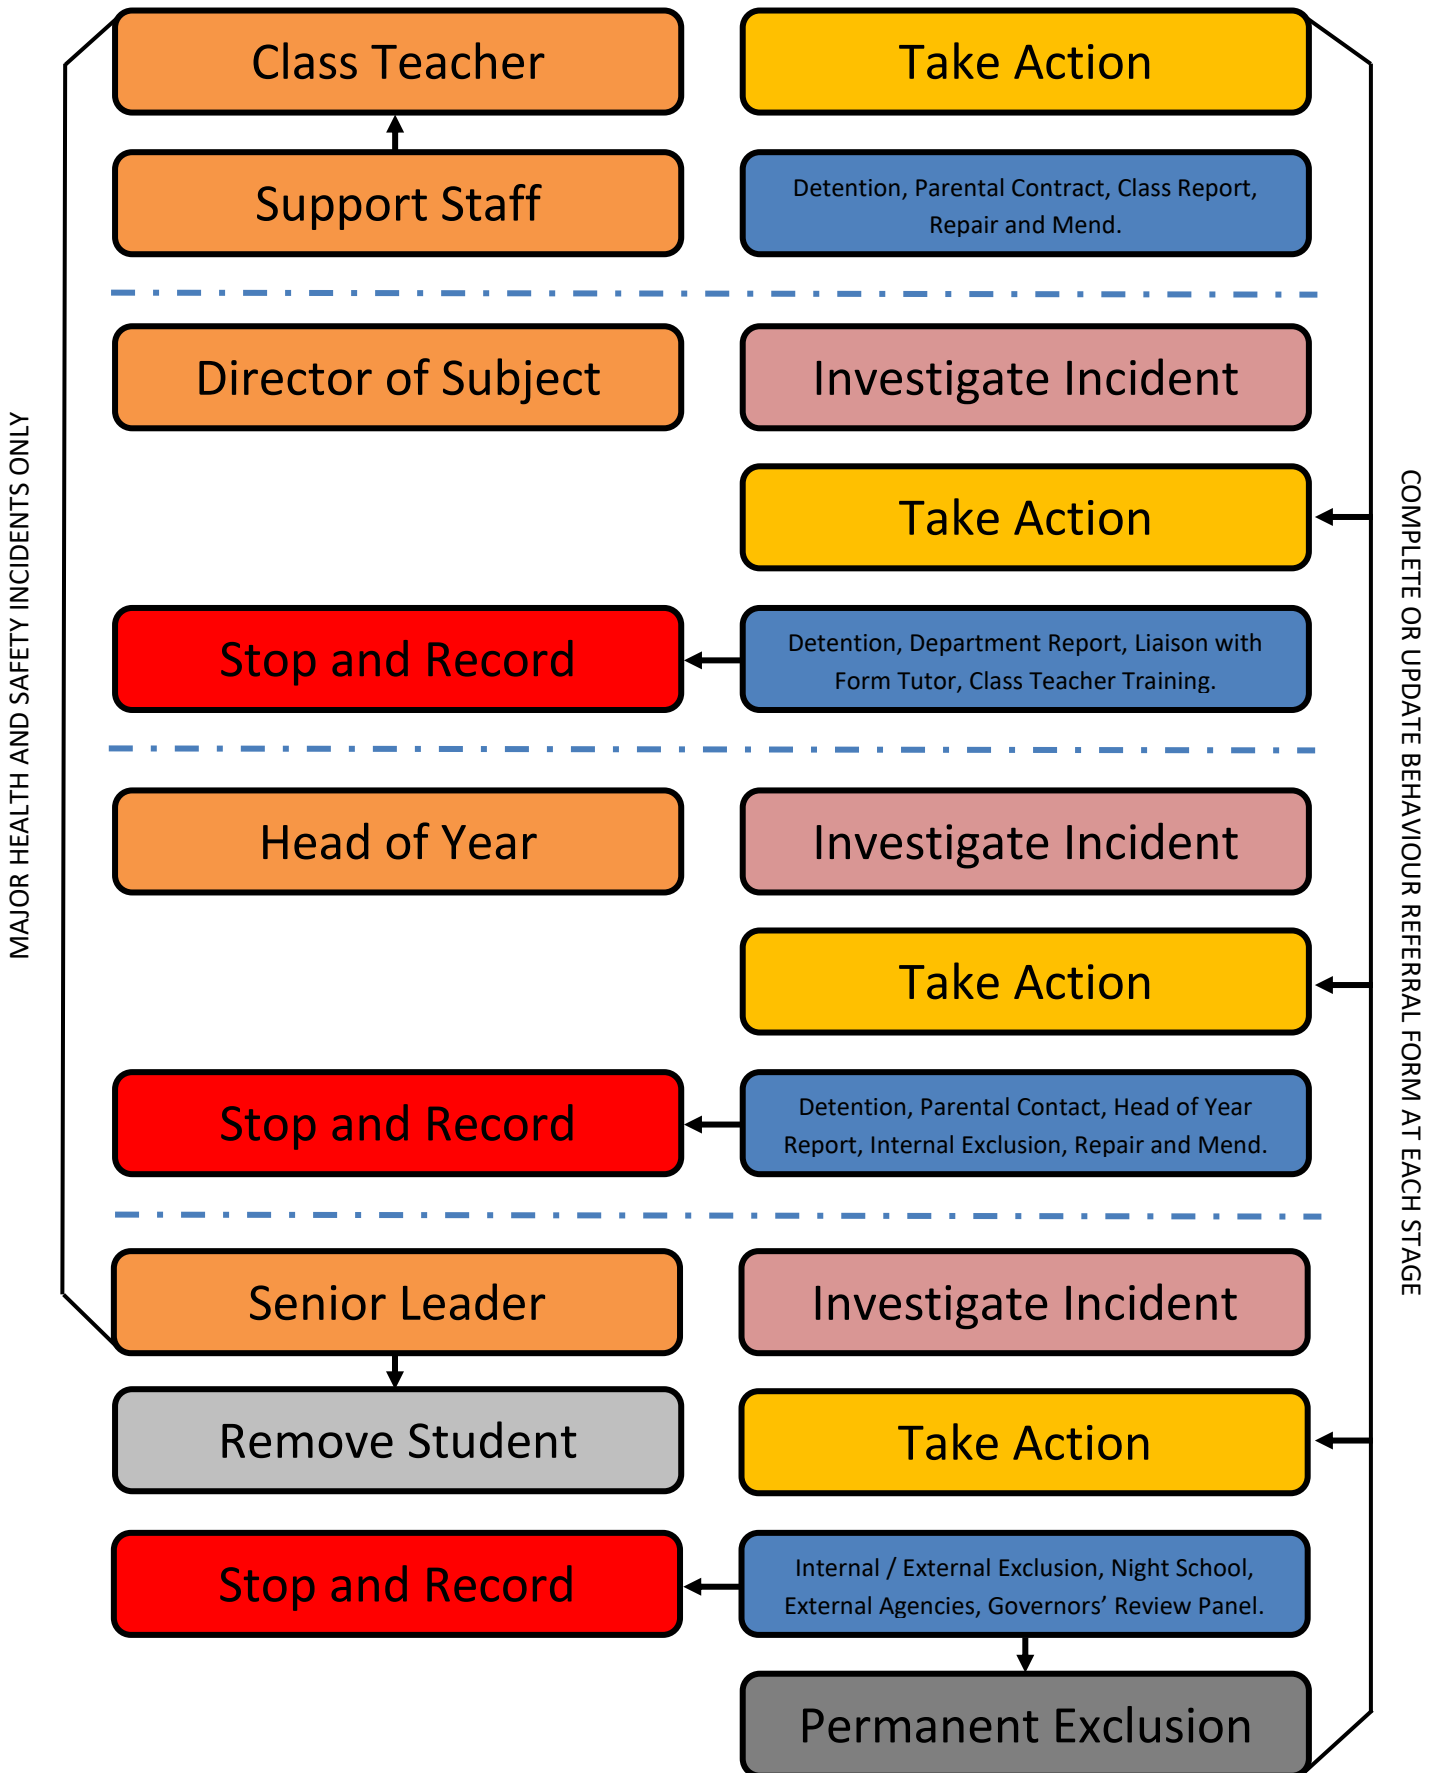 Class Teacher
Take Action
Support Staff
Detention, Parental Contract, Class Report,
Repair and Mend.
Director of Subject
Investigate Incident
Take Action
Stop and Record
Detention, Department Report, Liaison with
Form Tutor, Class Teacher Training.
Head of Year
Investigate Incident
Take Action
Stop and Record
Detention, Parental Contact, Head of Year
Report, Internal Exclusion, Repair and Mend.
Senior Leader
Investigate Incident
Remove Student
Take Action
Stop and Record
Internal / External Exclusion, Night School,
External Agencies, Governors’ Review Panel.
Permanent Exclusion
MAJOR HEALTH AND SAFETY INCIDENTS ONLY
COMPLETE OR UPDATE BEHAVIOUR REFERRAL FORM AT EACH STAGE